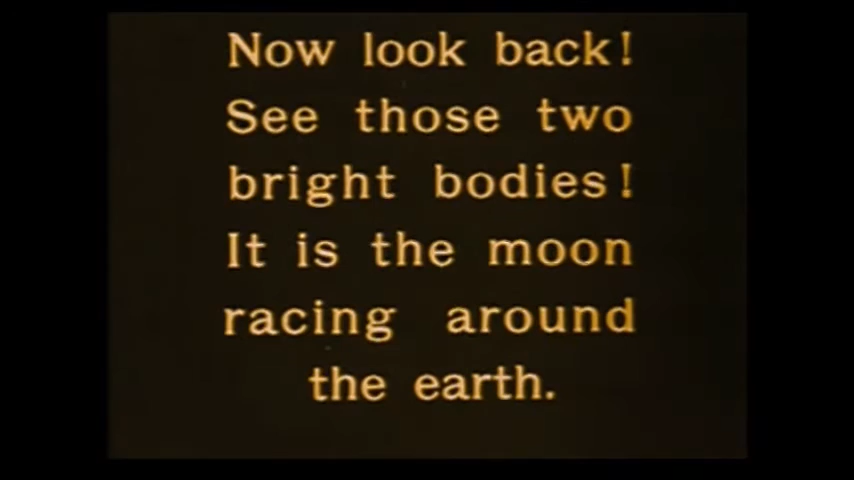 Now look back!
See those two
bright bodies!
It is the moon
racing around
the earth.